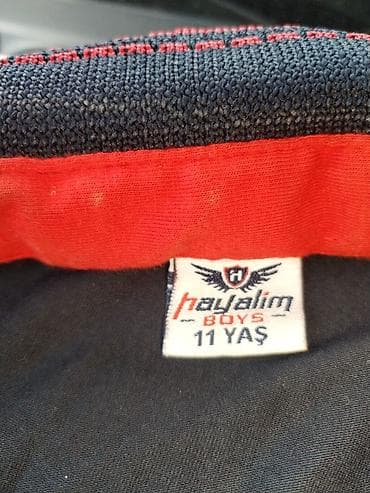 H
hayalim
BOYS
11 YAŞ